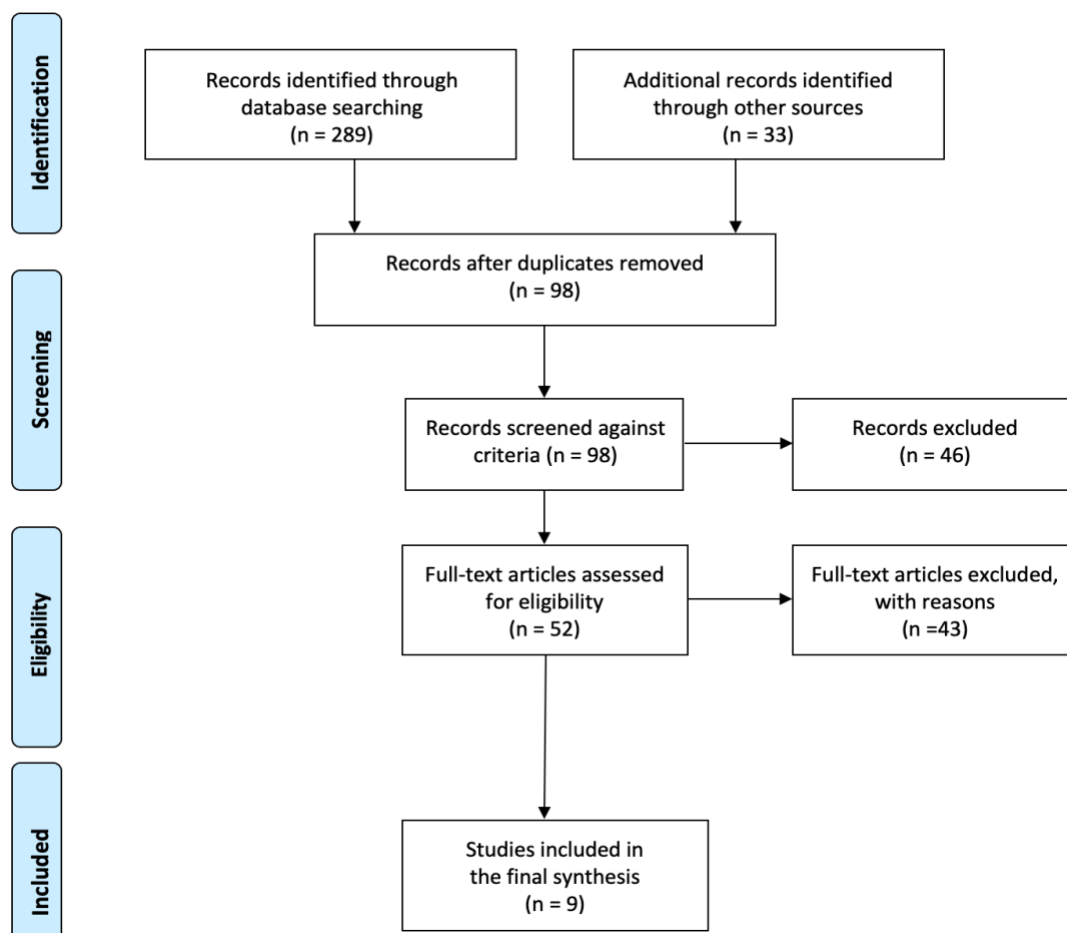 Identification
Records identified through
database searching
(n = 289)
Additional records identified
through other sources
(n = 33)
Records after duplicates removed
(n = 98)
Screening
Records screened against
criteria (n = 98)
Records excluded
(n = 46)
Eligibility
Full-text articles assessed
for eligibility
(n = 52)
Full-text articles excluded,
with reasons
(n =43)
Included
Studies included in
the final synthesis
(n = 9)